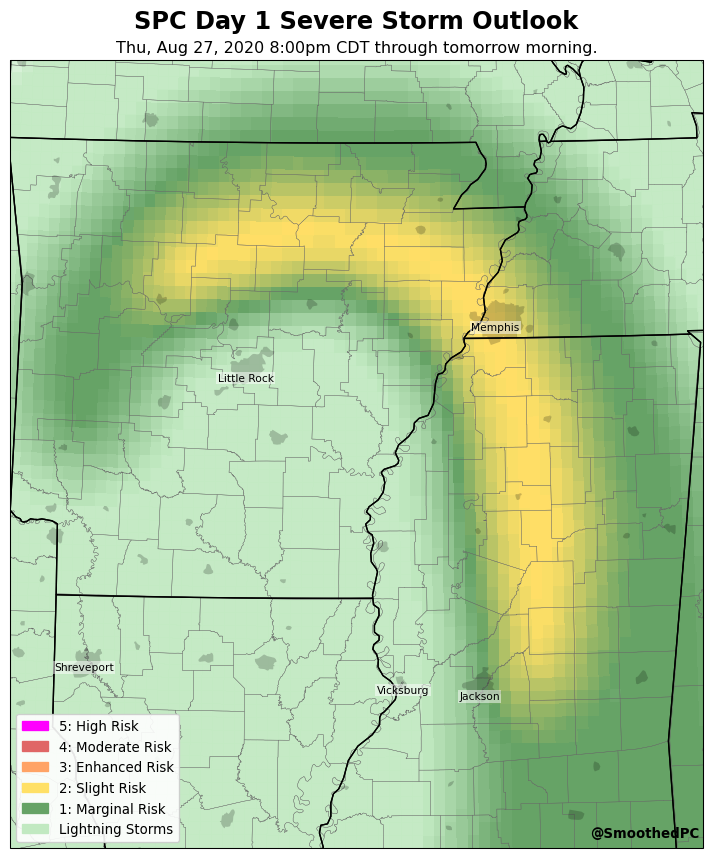 SPC Day 1 Severe Storm Outlook
Thu, Aug 27, 2020 8:00pm CDT through tomorrow morning.
Memphis
Little Rock
Shreveport
Vicksburg
Jackson
5: High Risk
4: Moderate Risk
3: Enhanced Risk
2: Slight Risk
1: Marginal Risk
Lightning Storms
@SmoothedPC